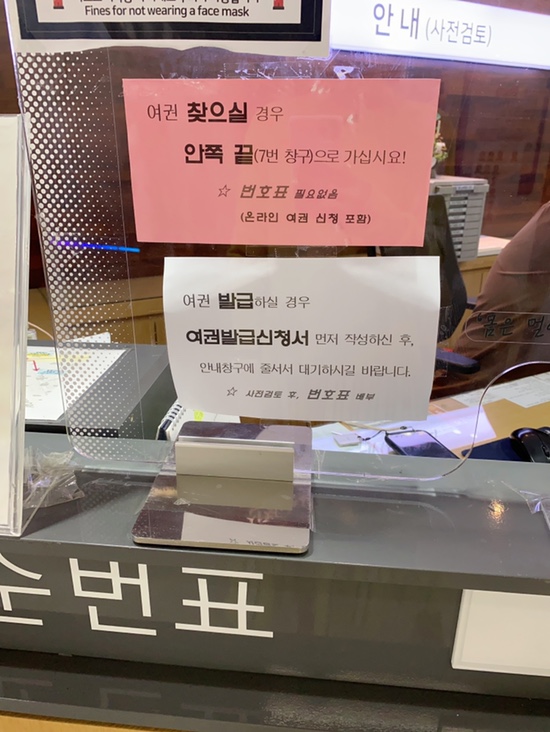 Fines for not wearing a face mask
안내 (사전검토)
여권 찾으실 경우
안쪽 끝(7번 창구)으로 가십시요!
☆ 번호표 필요없음
(온라인 여권 신청 포함)
여권 발급하실 경우
여권발급신청서 먼저 작성하신 후,
안내창구에 줄서서 대기하시길 바랍니다.
☆ 사전검토 후, 번호표 배부
순번표